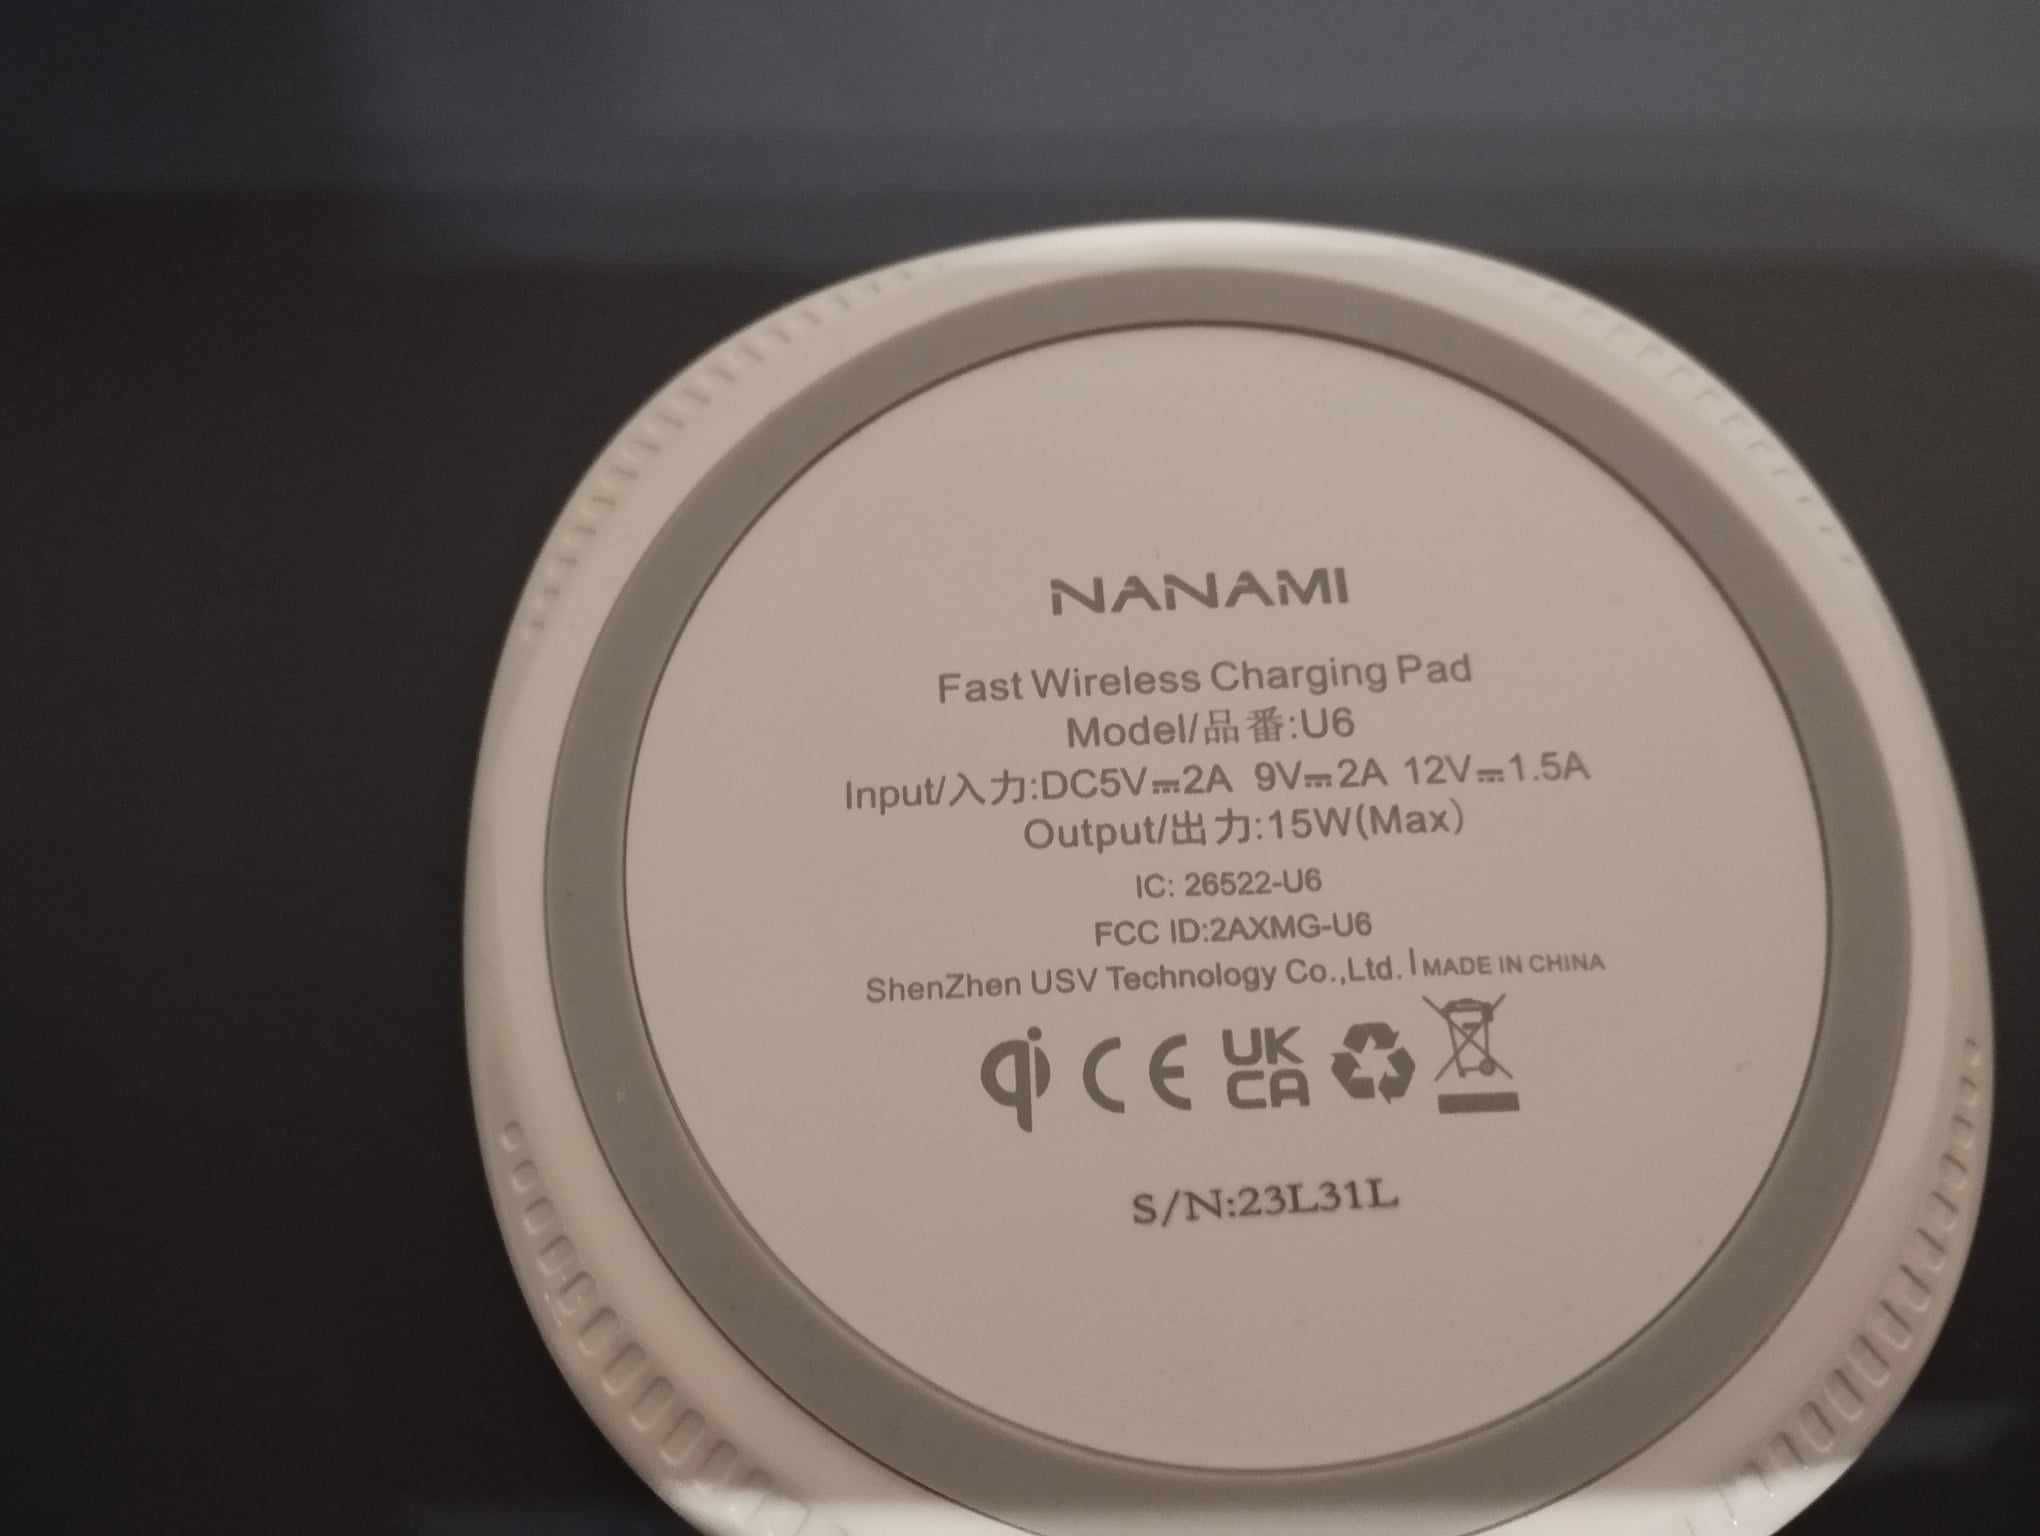 NANAMI
Fast Wireless Charging Pad
Model/品番:U6
Input/入力:DC5V⎓2A 9V⎓2A 12V⎓1.5A
Output/出力:15W(Max)
IC: 26522-U6
FCC ID:2AXMG-U6
ShenZhen USV Technology Co.,Ltd. | MADE IN CHINA
qi CE UK CA
S/N:23L31L